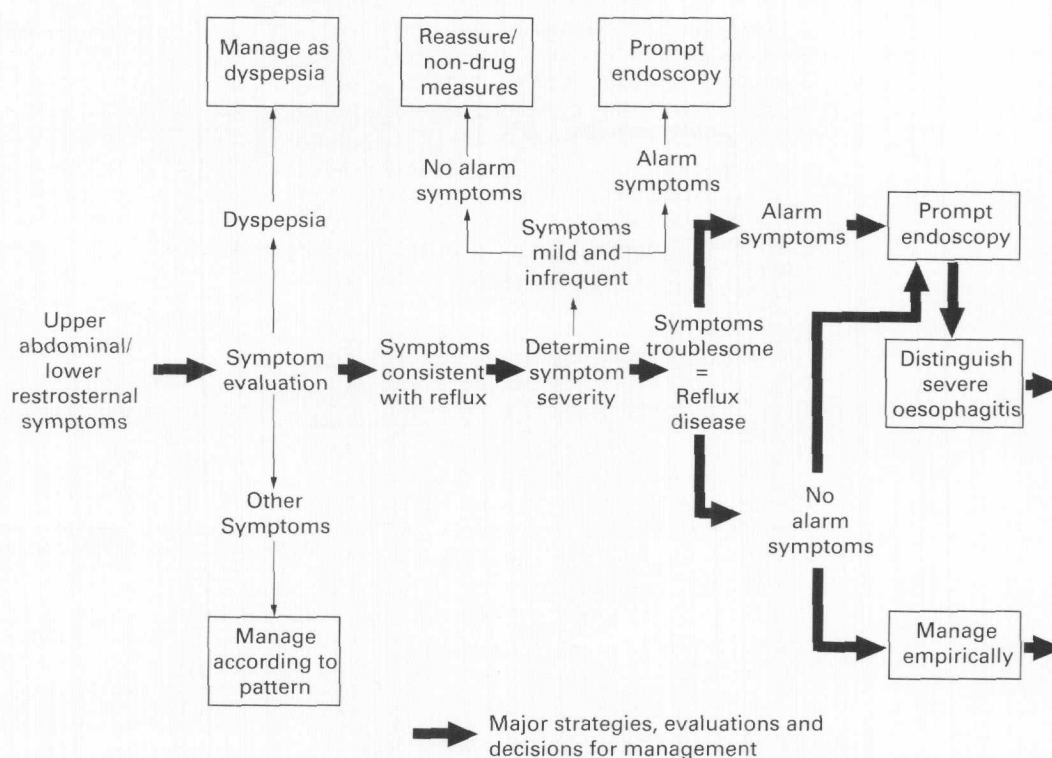 Manage as
dyspepsia
Reassure/
non-drug
measures
Prompt
endoscopy
No alarm
symptoms
Alarm
symptoms
Dyspepsia
Symptoms
mild and
infrequent
Alarm
symptoms
Prompt
endoscopy
Upper
abdominal/
lower
restrosternal
symptoms
Symptom
evaluation
Symptoms
consistent
with reflux
Determine
symptom
severity
Symptoms
troublesome
=
Reflux
disease
Distinguish
severe
oesophagitis
Other
Symptoms
No
alarm
symptoms
Manage
according to
pattern
Manage
empirically
Major strategies, evaluations and
decisions for management